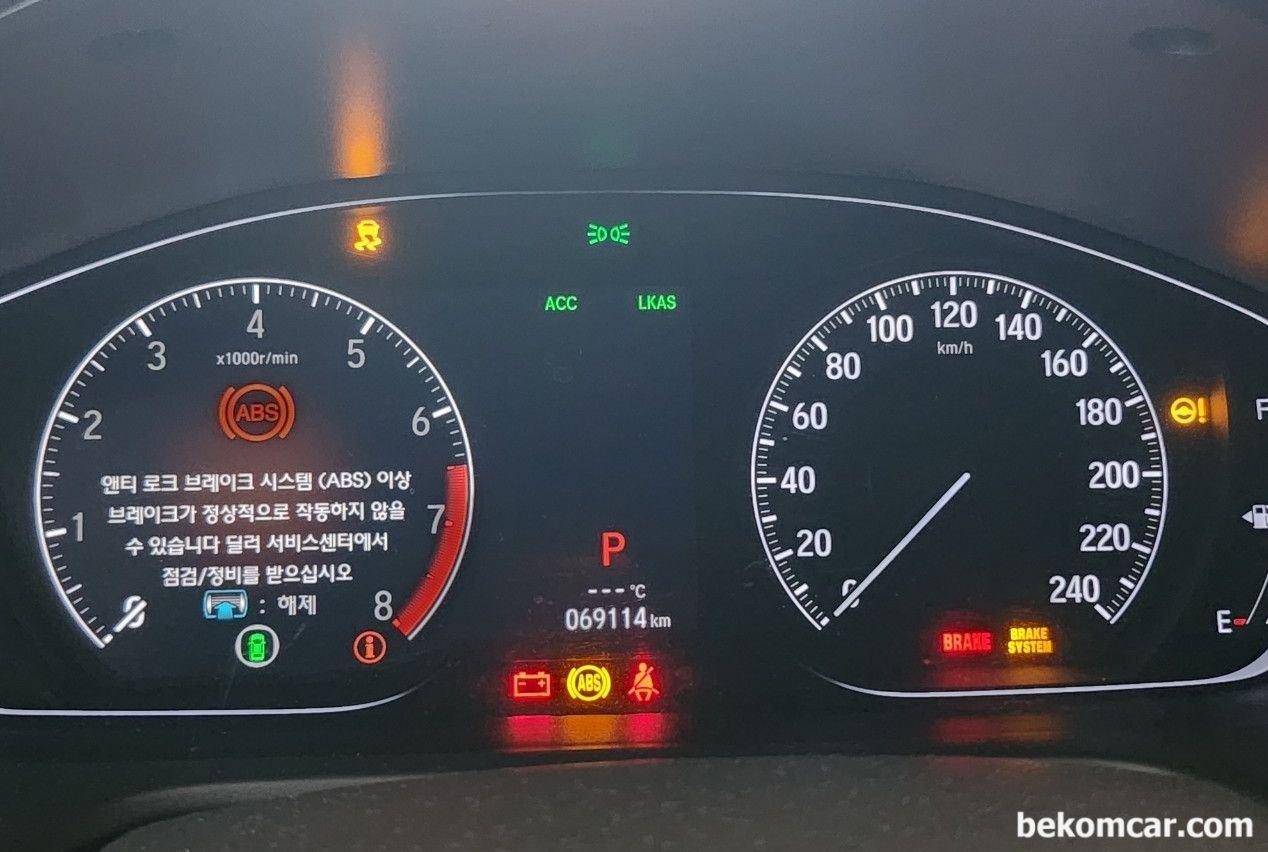 ACC LKAS
1 2 3 4 5 6 7 8
x1000r/min
ABS
앤티 로크 브레이크 시스템 (ABS) 이상
브레이크가 정상적으로 작동하지 않을
수 있습니다 딜러 서비스센터에서
점검/정비를 받으십시오
: 해제
P
---°C
069114 km
ABS
20 40 60 80 100 120 140 160 180 200 220 240
km/h
BRAKE
BRAKE
SYSTEM
!
F
E
bekomcar.com